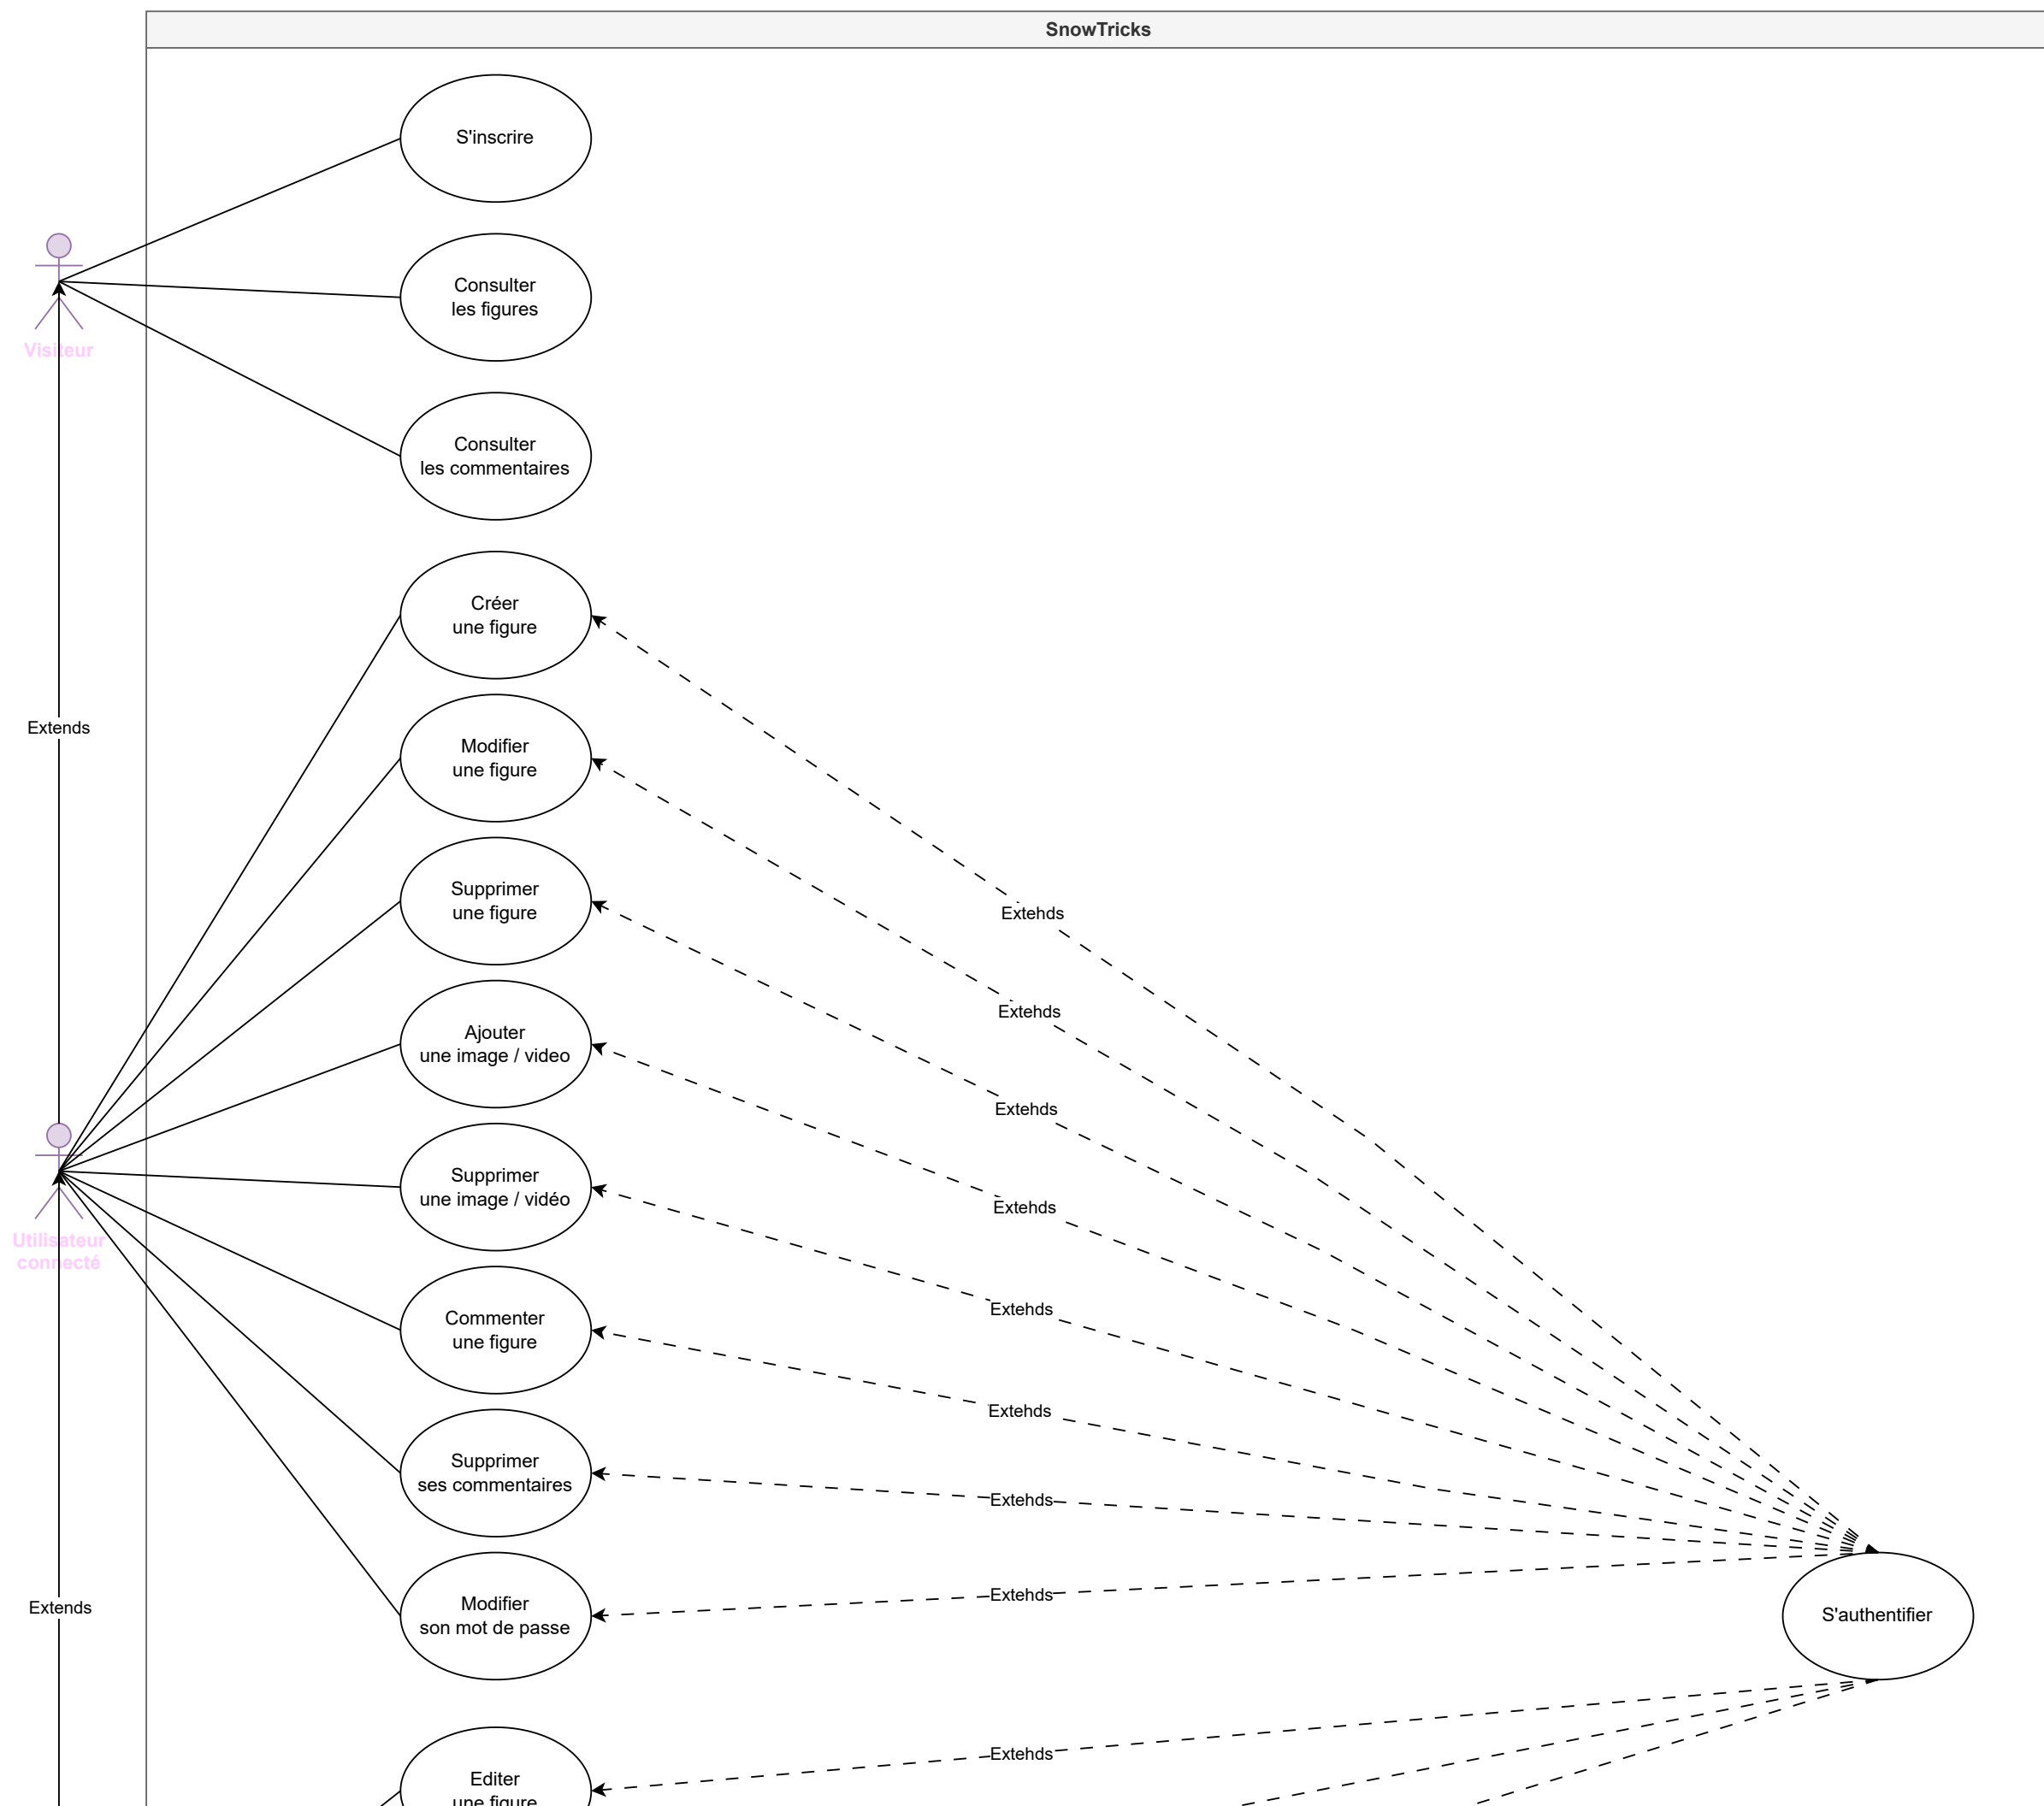 SnowTricks
S'inscrire
Consulter
les figures
Visiteur
Consulter
les commentaires
Créer
une figure
Extends
Modifier
une figure
Supprimer
une figure
Extehds
Extehds
Ajouter
une image / video
Extehds
Supprimer
une image / vidéo
Extehds
Utilisateur
connecté
Extehds
Commenter
une figure
Extehds
Supprimer
ses commentaires
Extehds
Extehds
Modifier
son mot de passe
Extends
S'authentifier
Extehds
Editer
une figure